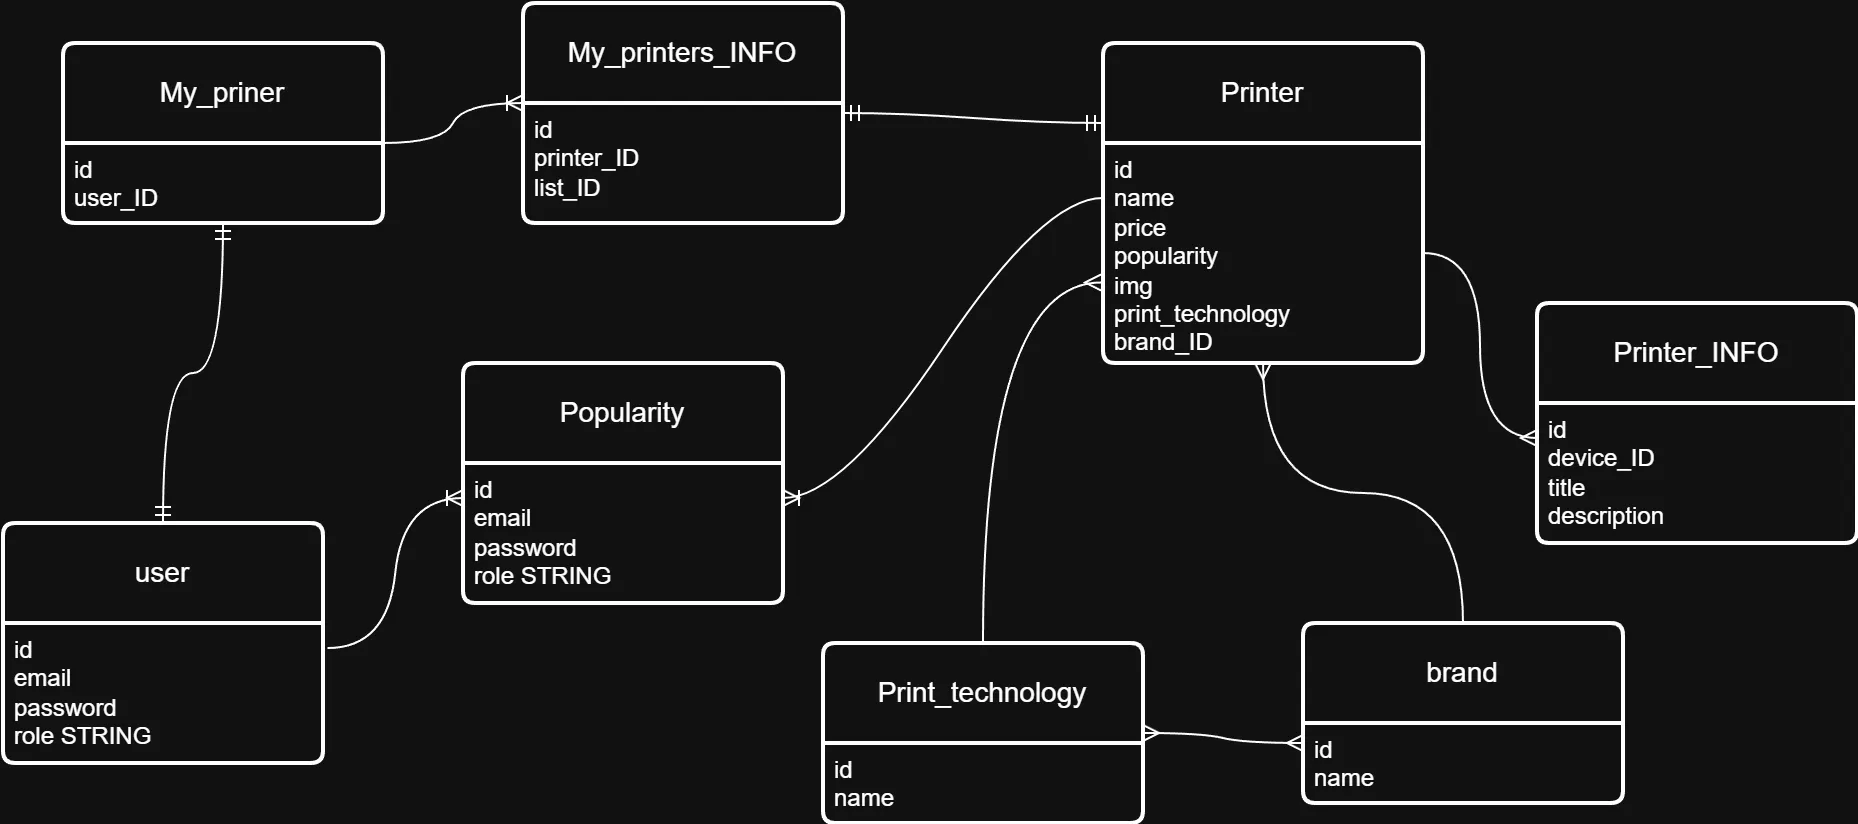 My_priner
id
user_ID
My_printers_INFO
id
printer_ID
list_ID
Printer
id
name
price
popularity
img
print_technology
brand_ID
Printer_INFO
id
device_ID
title
description
Popularity
id
email
password
role STRING
user
id
email
password
role STRING
Print_technology
id
name
brand
id
name